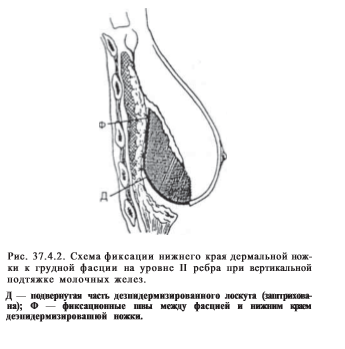 Ф
Д
Рис. 37.4.2. Схема фиксации нижнего края дермальной нож-
ки к грудной фасции на уровне II ребра при вертикальной
подтяжке молочных желез.
Д — подвернутая часть деэпидермизированного лоскута (заштрихова-
на); Ф — фиксационные швы между фасцией и нижним краем
деэпидермизированной ножки.